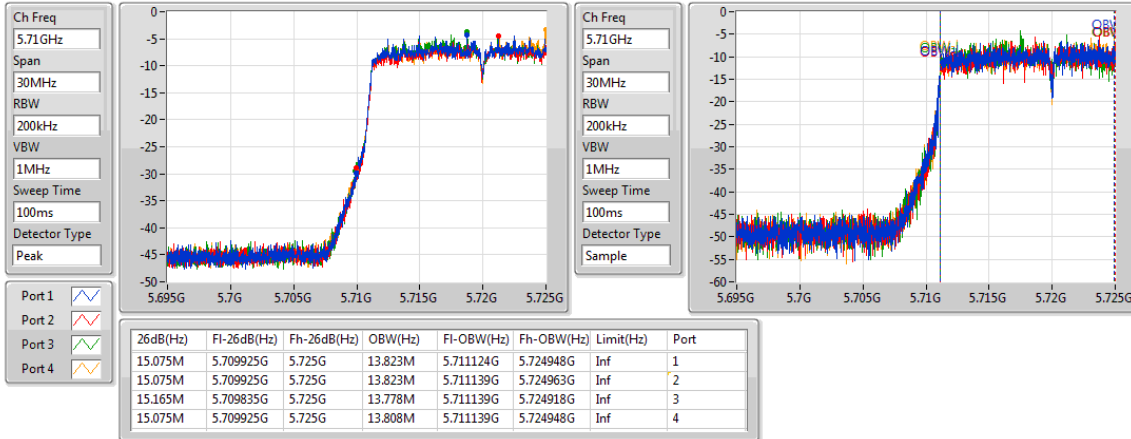 Ch Freq
5.71GHz
Span
30MHz
RBW
200kHz
VBW
1MHz
Sweep Time
100ms
Detector Type
Peak
0
-5
-10
-15
-20
-25
-30
-35
-40
-45
-50
5.695G 5.7G 5.705G 5.71G 5.715G 5.72G 5.725G
Ch Freq
5.71GHz
Span
30MHz
RBW
200kHz
VBW
1MHz
Sweep Time
100ms
Detector Type
Sample
0
-5
-10
-15
-20
-25
-30
-35
-40
-45
-50
-55
-60
5.695G 5.7G 5.705G 5.71G 5.715G 5.72G 5.725G
OBW
OBW
OBW
Port 1
Port 2
Port 3
Port 4
26dB(Hz) Fl-26dB(Hz) Fh-26dB(Hz) OBW(Hz) Fl-OBW(Hz) Fh-OBW(Hz) Limit(Hz) Port
15.075M 5.709925G 5.725G 13.823M 5.711124G 5.724948G Inf 1
15.075M 5.709925G 5.725G 13.823M 5.711139G 5.724963G Inf 2
15.165M 5.709835G 5.725G 13.778M 5.711139G 5.724918G Inf 3
15.075M 5.709925G 5.725G 13.808M 5.711139G 5.724948G Inf 4